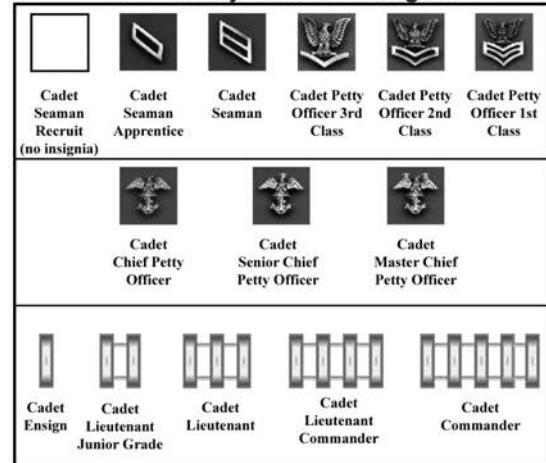 Cadet
Seaman
Recruit
(no insignia)
Cadet
Seaman
Apprentice
Cadet
Seaman
Cadet Petty
Officer 3rd
Class
Cadet Petty
Officer 2nd
Class
Cadet Petty
Officer 1st
Class
Cadet
Chief Petty
Officer
Cadet
Senior Chief
Petty Officer
Cadet
Master Chief
Petty Officer
Cadet
Ensign
Cadet
Lieutenant
Junior Grade
Cadet
Lieutenant
Cadet
Lieutenant
Commander
Cadet
Commander